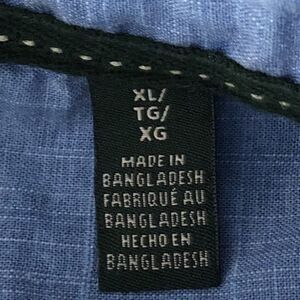 XL/
TG/
XG
MADE IN
BANGLADESH
FABRIQUÉ AU
BANGLADESH
HECHO EN
BANGLADESH